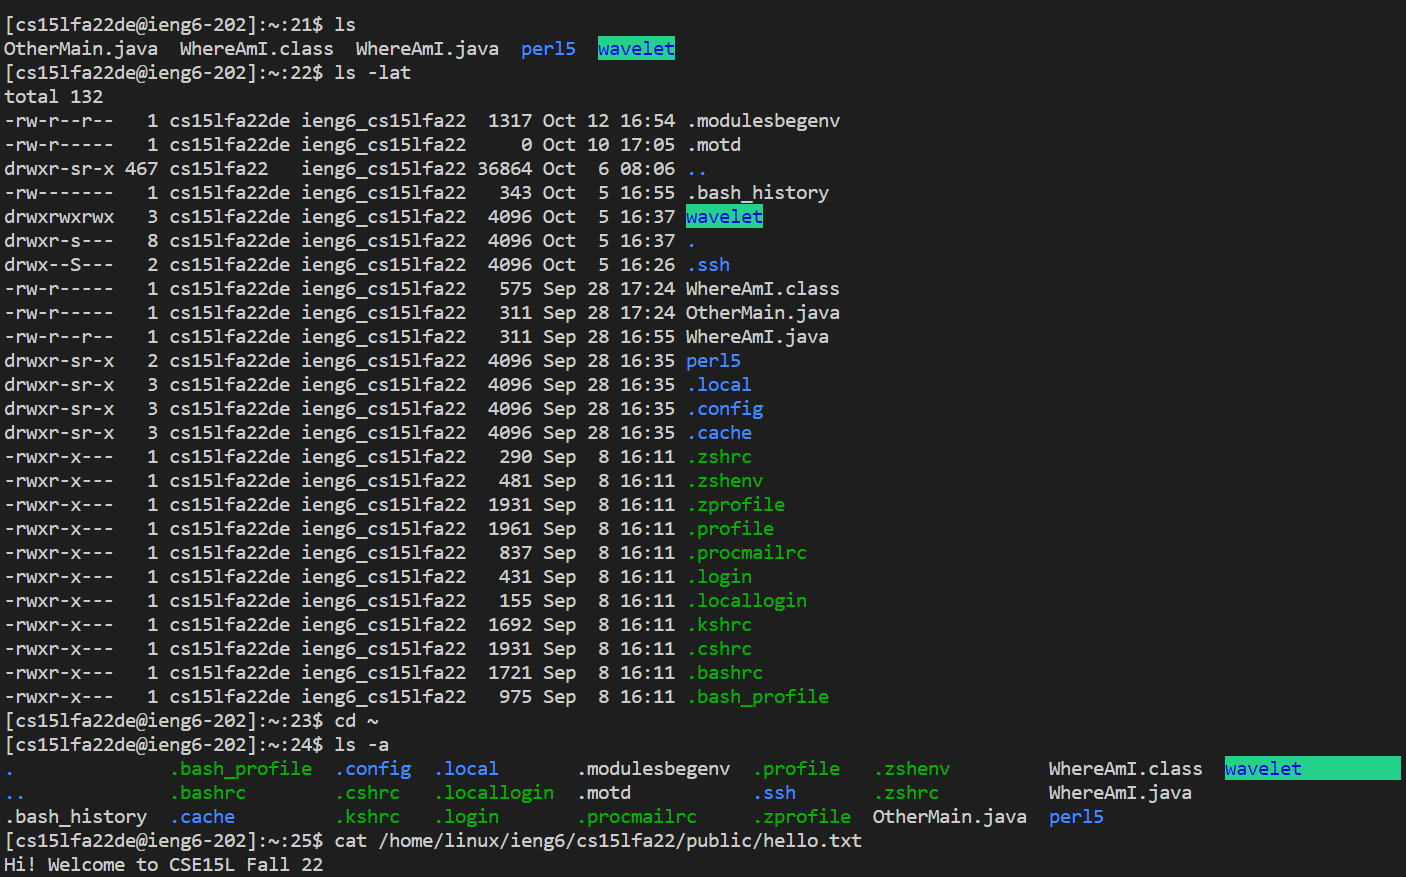 [cs15lfa22de@ieng6-202]:~:21$ ls
OtherMain.java  WhereAmI.class  WhereAmI.java  perl5  wavelet
[cs15lfa22de@ieng6-202]:~:22$ ls -lat
total 132
-rw-r--r--   1 cs15lfa22de ieng6_cs15lfa22  1317 Oct 12 16:54 .modulesbegenv
-rw-r-----   1 cs15lfa22de ieng6_cs15lfa22     0 Oct 10 17:05 .motd
drwxr-sr-x 467 cs15lfa22   ieng6_cs15lfa22 36864 Oct  6 08:06 ..
-rw-------   1 cs15lfa22de ieng6_cs15lfa22   343 Oct  5 16:55 .bash_history
drwxrwxrwx   3 cs15lfa22de ieng6_cs15lfa22  4096 Oct  5 16:37 wavelet
drwxr-s---   8 cs15lfa22de ieng6_cs15lfa22  4096 Oct  5 16:37 .
drwx--S---   2 cs15lfa22de ieng6_cs15lfa22  4096 Oct  5 16:26 .ssh
-rw-r-----   1 cs15lfa22de ieng6_cs15lfa22   575 Sep 28 17:24 WhereAmI.class
-rw-r-----   1 cs15lfa22de ieng6_cs15lfa22   311 Sep 28 17:24 OtherMain.java
-rw-r--r--   1 cs15lfa22de ieng6_cs15lfa22   311 Sep 28 16:55 WhereAmI.java
drwxr-sr-x   2 cs15lfa22de ieng6_cs15lfa22  4096 Sep 28 16:35 perl5
drwxr-sr-x   3 cs15lfa22de ieng6_cs15lfa22  4096 Sep 28 16:35 .local
drwxr-sr-x   3 cs15lfa22de ieng6_cs15lfa22  4096 Sep 28 16:35 .config
drwxr-sr-x   3 cs15lfa22de ieng6_cs15lfa22  4096 Sep 28 16:35 .cache
-rwxr-x---   1 cs15lfa22de ieng6_cs15lfa22   290 Sep  8 16:11 .zshrc
-rwxr-x---   1 cs15lfa22de ieng6_cs15lfa22   481 Sep  8 16:11 .zshenv
-rwxr-x---   1 cs15lfa22de ieng6_cs15lfa22  1931 Sep  8 16:11 .zprofile
-rwxr-x---   1 cs15lfa22de ieng6_cs15lfa22  1961 Sep  8 16:11 .profile
-rwxr-x---   1 cs15lfa22de ieng6_cs15lfa22   837 Sep  8 16:11 .procmailrc
-rwxr-x---   1 cs15lfa22de ieng6_cs15lfa22   431 Sep  8 16:11 .login
-rwxr-x---   1 cs15lfa22de ieng6_cs15lfa22   155 Sep  8 16:11 .locallogin
-rwxr-x---   1 cs15lfa22de ieng6_cs15lfa22  1692 Sep  8 16:11 .kshrc
-rwxr-x---   1 cs15lfa22de ieng6_cs15lfa22  1931 Sep  8 16:11 .cshrc
-rwxr-x---   1 cs15lfa22de ieng6_cs15lfa22  1721 Sep  8 16:11 .bashrc
-rwxr-x---   1 cs15lfa22de ieng6_cs15lfa22   975 Sep  8 16:11 .bash_profile
[cs15lfa22de@ieng6-202]:~:23$ cd ~
[cs15lfa22de@ieng6-202]:~:24$ ls -a
.              .bash_profile  .config  .local       .modulesbegenv  .profile   .zshenv         WhereAmI.class  wavelet
..             .bashrc        .cshrc   .locallogin  .motd           .ssh       .zshrc          WhereAmI.java
.bash_history  .cache         .kshrc   .login       .procmailrc     .zprofile  OtherMain.java  perl5
[cs15lfa22de@ieng6-202]:~:25$ cat /home/linux/ieng6/cs15lfa22/public/hello.txt
Hi! Welcome to CSE15L Fall 22